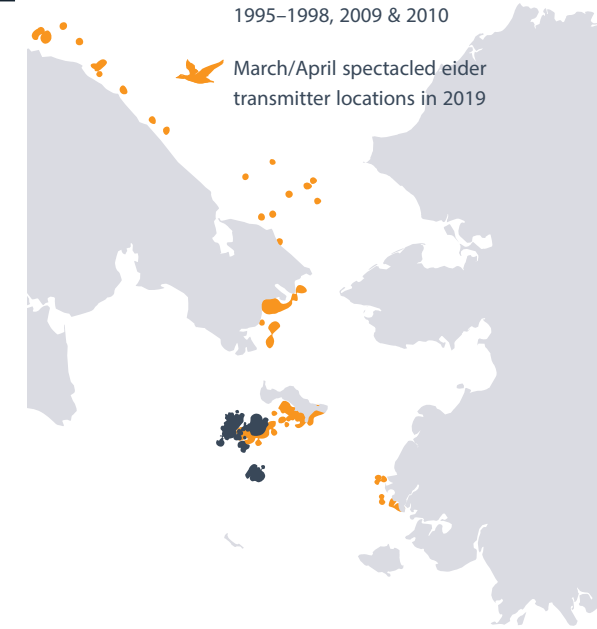 1995–1998, 2009 & 2010
March/April spectacled eider
transmitter locations in 2019